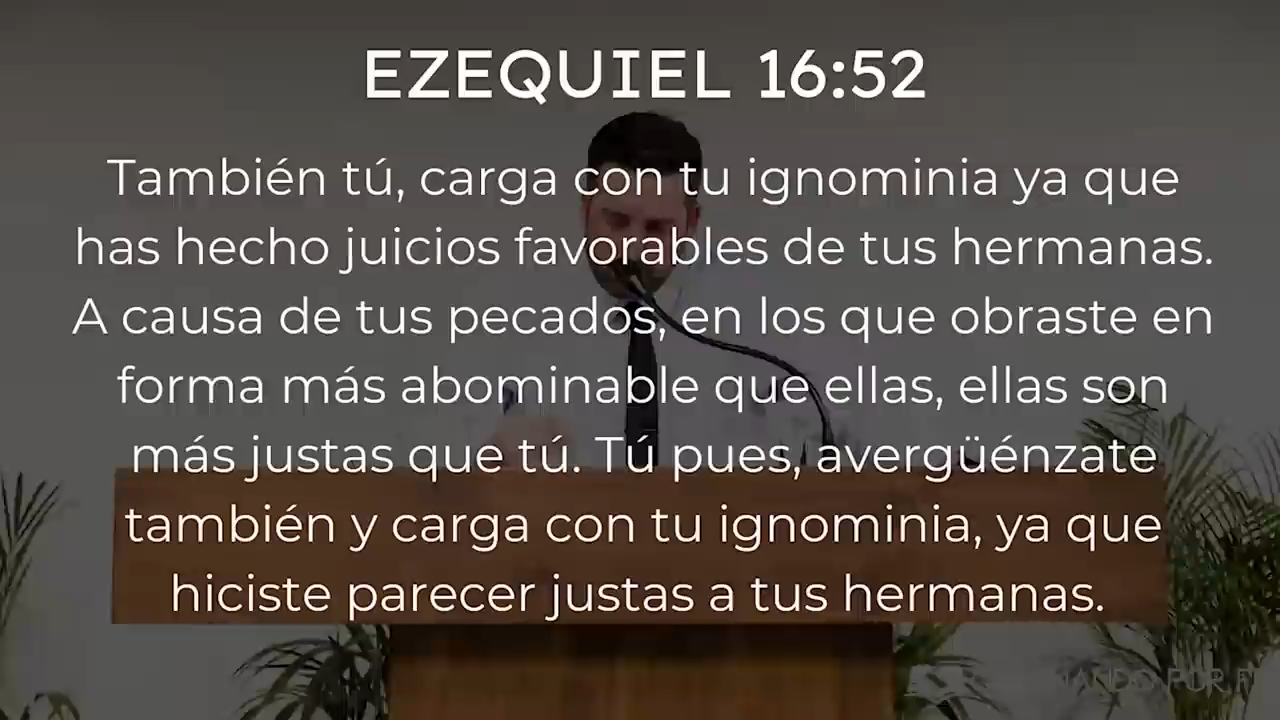 EZEQUIEL 16:52
También tú, carga con tu ignominia ya que
has hecho juicios favorables de tus hermanas.
A causa de tus pecados, en los que obraste en
forma más abominable que ellas, ellas son
más justas que tú. Tú pues, avergüénzate
también y carga con tu ignominia, ya que
hiciste parecer justas a tus hermanas.
POR